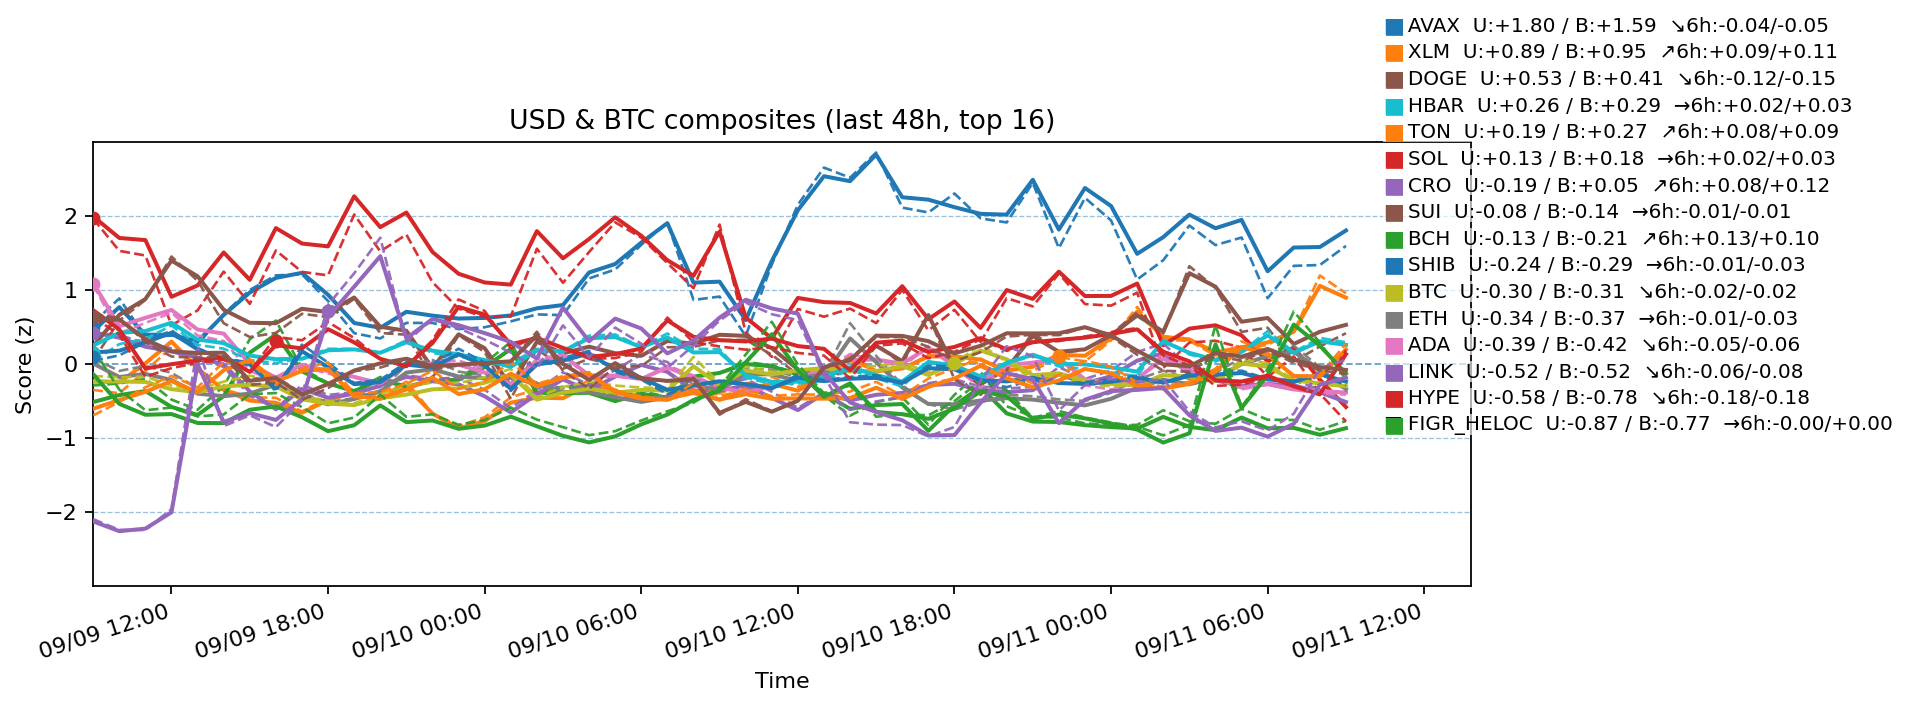 AVAX  U:+1.80 / B:+1.59  ↘6h:-0.04/-0.05
XLM  U:+0.89 / B:+0.95  ↗6h:+0.09/+0.11
DOGE  U:+0.53 / B:+0.41  ↘6h:-0.12/-0.15
HBAR  U:+0.26 / B:+0.29  →6h:+0.02/+0.03
TON  U:+0.19 / B:+0.27  ↗6h:+0.08/+0.09
SOL  U:+0.13 / B:+0.18  →6h:+0.02/+0.03
CRO  U:-0.19 / B:+0.05  ↗6h:+0.08/+0.12
SUI  U:-0.08 / B:-0.14  →6h:-0.01/-0.01
BCH  U:-0.13 / B:-0.21  ↗6h:+0.13/+0.10
SHIB  U:-0.24 / B:-0.29  →6h:-0.01/-0.03
BTC  U:-0.30 / B:-0.31  ↘6h:-0.02/-0.02
ETH  U:-0.34 / B:-0.37  →6h:-0.01/-0.03
ADA  U:-0.39 / B:-0.42  ↘6h:-0.05/-0.06
LINK  U:-0.52 / B:-0.52  ↘6h:-0.06/-0.08
HYPE  U:-0.58 / B:-0.78  ↘6h:-0.18/-0.18
FIGR_HELOC  U:-0.87 / B:-0.77  →6h:-0.00/+0.00
USD & BTC composites (last 48h, top 16)
Score (z)
2
1
0
−1
−2
09/09 12:00
09/09 18:00
09/10 00:00
09/10 06:00
09/10 12:00
09/10 18:00
09/11 00:00
09/11 06:00
09/11 12:00
Time